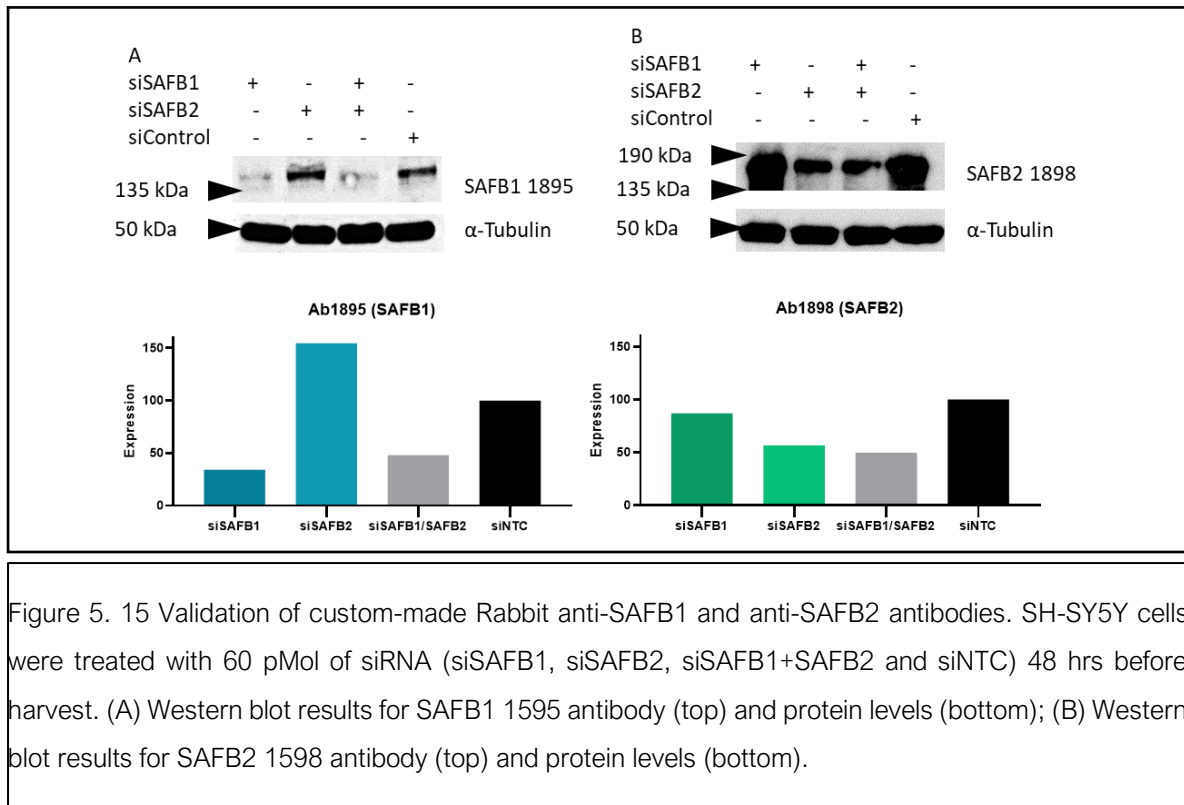 A
siSAFB1 + - + -
siSAFB2 - + + -
siControl - - - +
135 kDa SAFB1 1895
50 kDa α-Tubulin
B
siSAFB1 + - + -
siSAFB2 - + + -
siControl - - - +
190 kDa
135 kDa
SAFB2 1898
50 kDa α-Tubulin
Ab1895 (SAFB1)
Expression
150
100
50
0
siSAFB1 siSAFB2 siSAFB1/SAFB2 siNTC
Ab1898 (SAFB2)
Expression
150
100
50
0
siSAFB1 siSAFB2 siSAFB1/SAFB2 siNTC
Figure 5. 15 Validation of custom-made Rabbit anti-SAFB1 and anti-SAFB2 antibodies. SH-SY5Y cells
were treated with 60 pMol of siRNA (siSAFB1, siSAFB2, siSAFB1+SAFB2 and siNTC) 48 hrs before
harvest. (A) Western blot results for SAFB1 1595 antibody (top) and protein levels (bottom); (B) Western
blot results for SAFB2 1598 antibody (top) and protein levels (bottom).